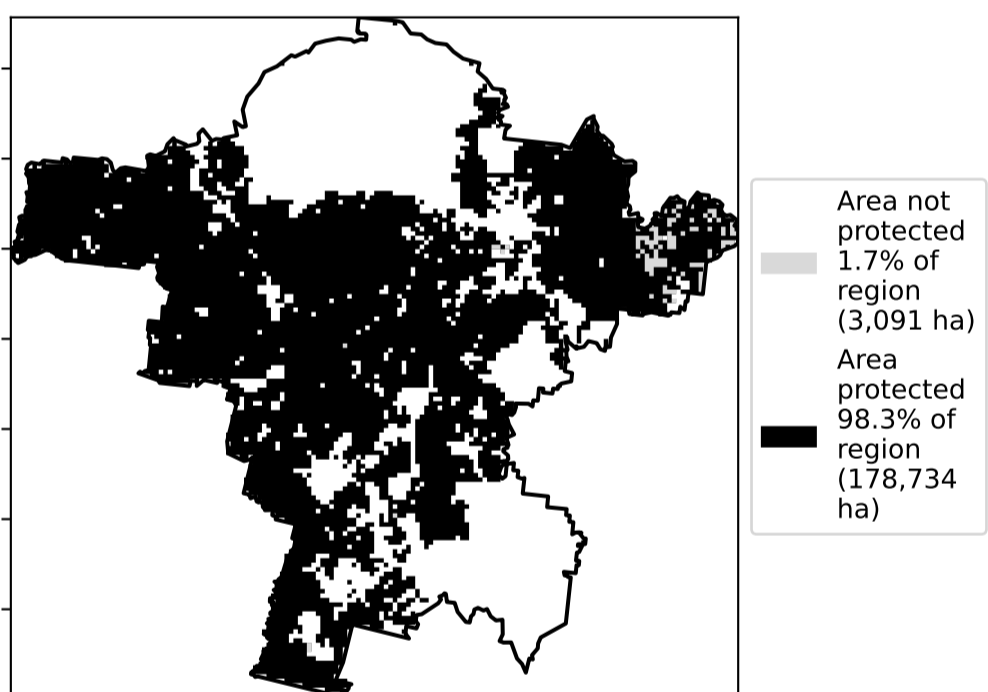 Area not
protected
1.7% of
region
(3,091 ha)
Area
protected
98.3% of
region
(178,734
ha)